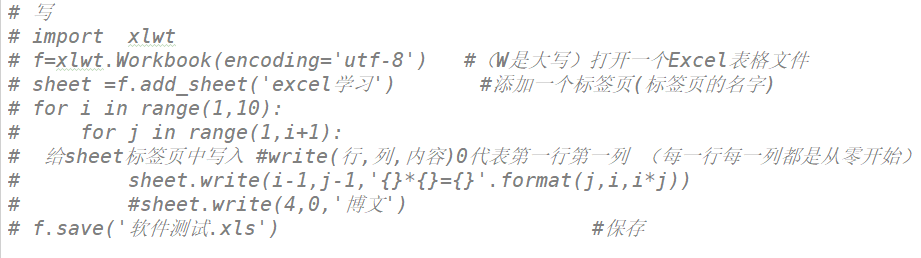 # 写
# import  xlwt
# f=xlwt.Workbook(encoding='utf-8')   #（W是大写）打开一个Excel表格文件
# sheet =f.add_sheet('excel学习')       #添加一个标签页(标签页的名字)
# for i in range(1,10):
#     for j in range(1,i+1):
#  给sheet标签页中写入 #write(行,列,内容)0代表第一行第一列 （每一行每一列都是从零开始）
#         sheet.write(i-1,j-1,'{}*{}={}'.format(j,i,i*j))
#         #sheet.write(4,0,'博文')
# f.save('软件测试.xls')                          #保存